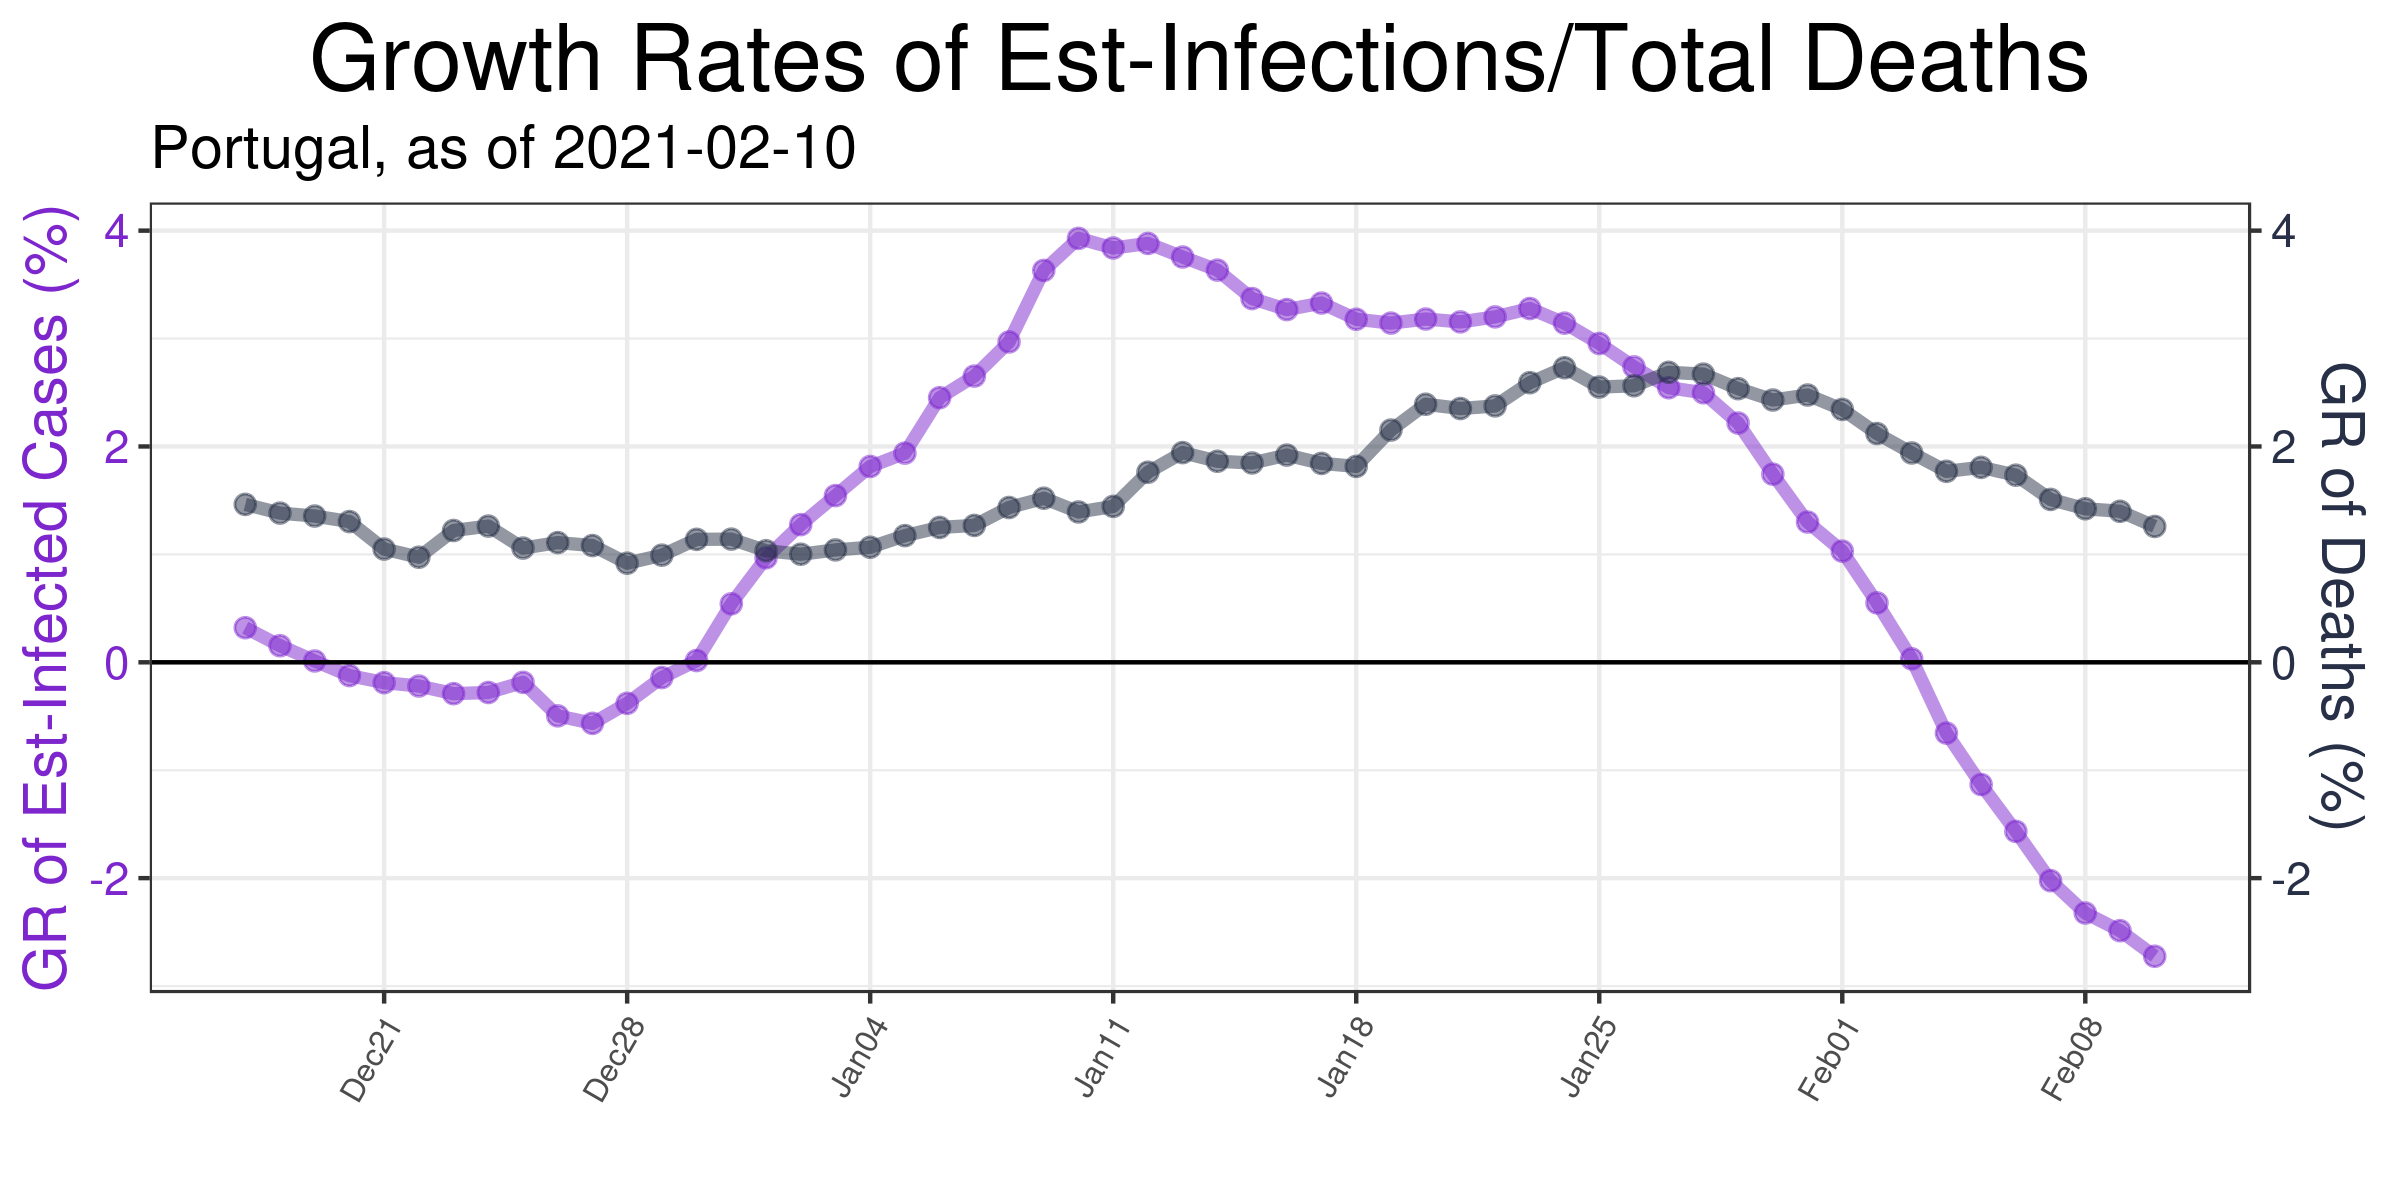 Growth Rates of Est-Infections/Total Deaths
Portugal, as of 2021-02-10
GR of Est-Infected Cases (%)
4
2
0
-2
4
2
0
-2
GR of Deaths (%)
Dec21
Dec28
Jan04
Jan11
Jan18
Jan25
Feb01
Feb08